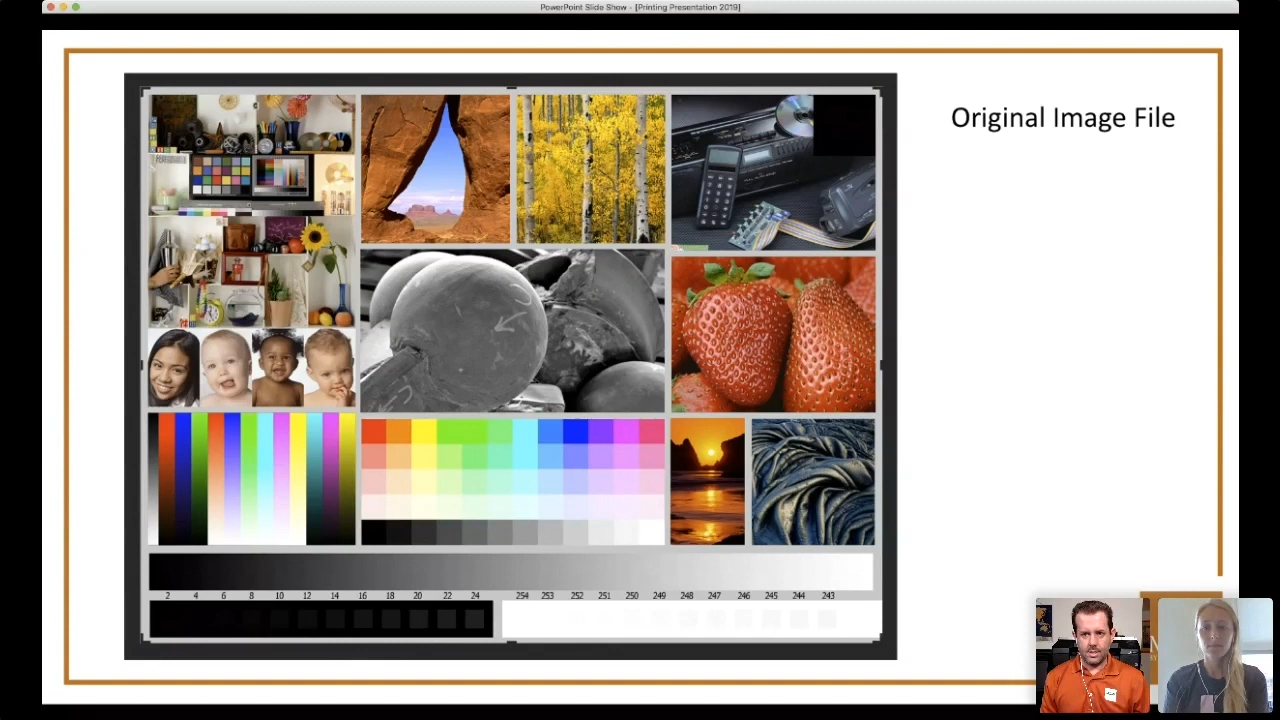 PowerPoint Slide Show - [Printing Presentation 2019]
Original Image File
2 4 6 8 10 12 14 16 18 20 22 24 254 253 252 251 250 249 248 247 246 245 244 243